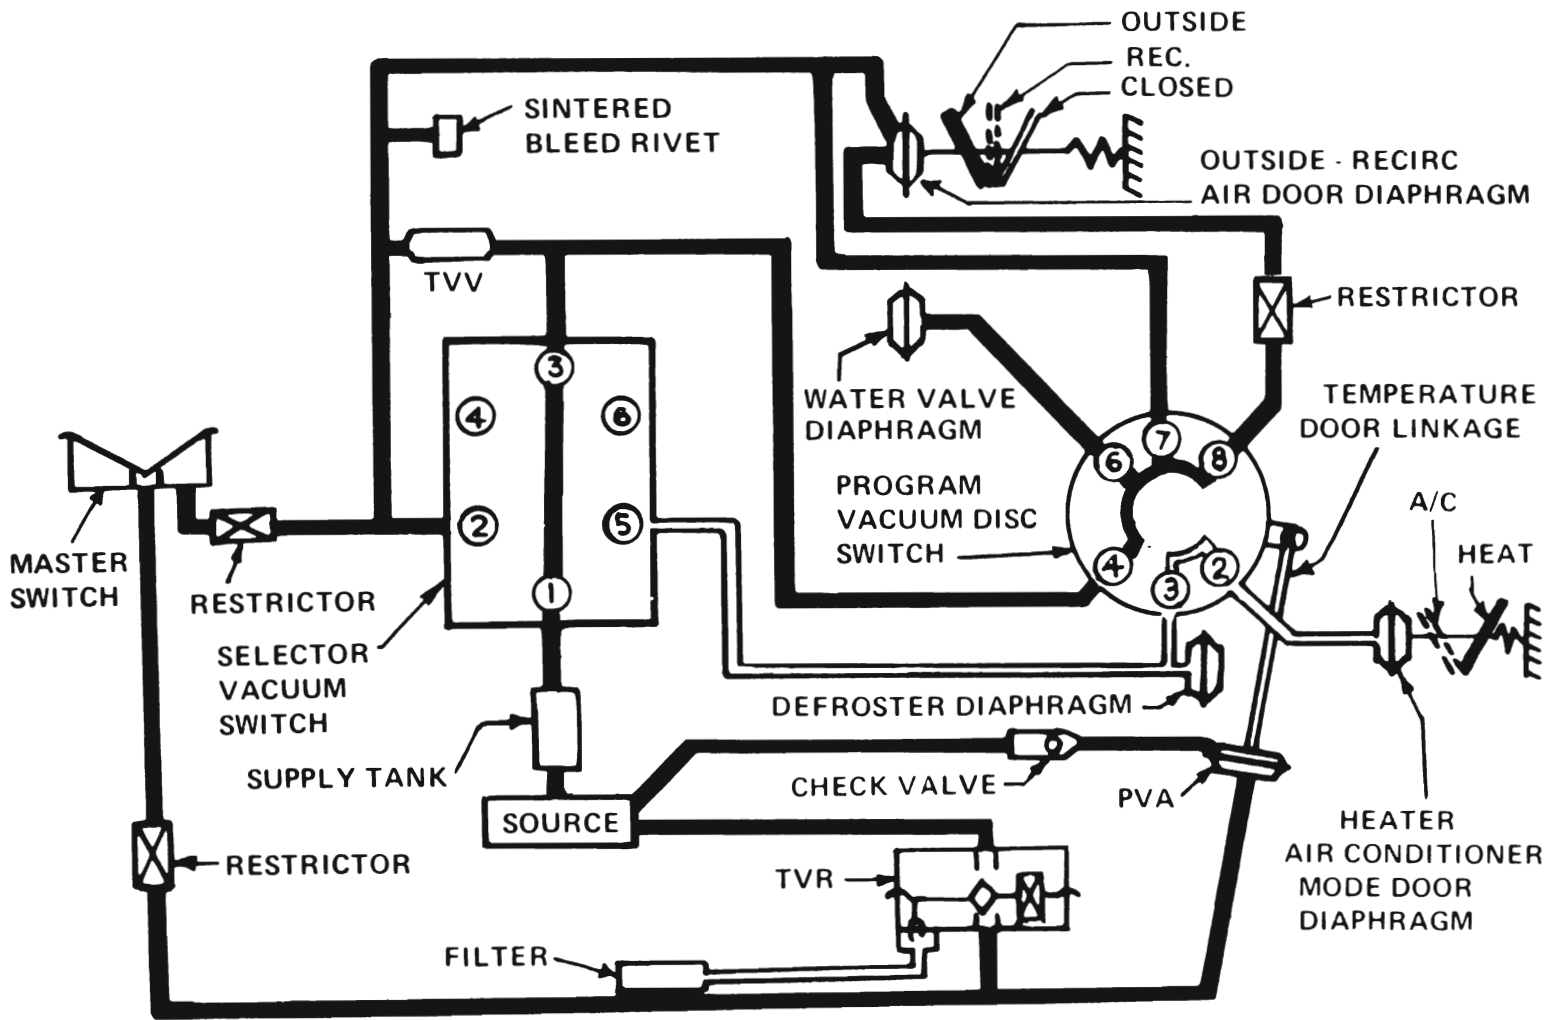 OUTSIDE
REC.
CLOSED
SINTERED
BLEED RIVET
OUTSIDE - RECIRC
AIR DOOR DIAPHRAGM
TVV
RESTRICTOR
WATER VALVE
DIAPHRAGM
TEMPERATURE
DOOR LINKAGE
3
4
6
2
5
1
7
6
8
4
3
2
PROGRAM
VACUUM DISC
SWITCH
A/C
HEAT
MASTER
SWITCH
RESTRICTOR
SELECTOR
VACUUM
SWITCH
DEFROSTER DIAPHRAGM
SUPPLY TANK
CHECK VALVE
PVA
SOURCE
HEATER
AIR CONDITIONER
MODE DOOR
DIAPHRAGM
RESTRICTOR
TVR
FILTER